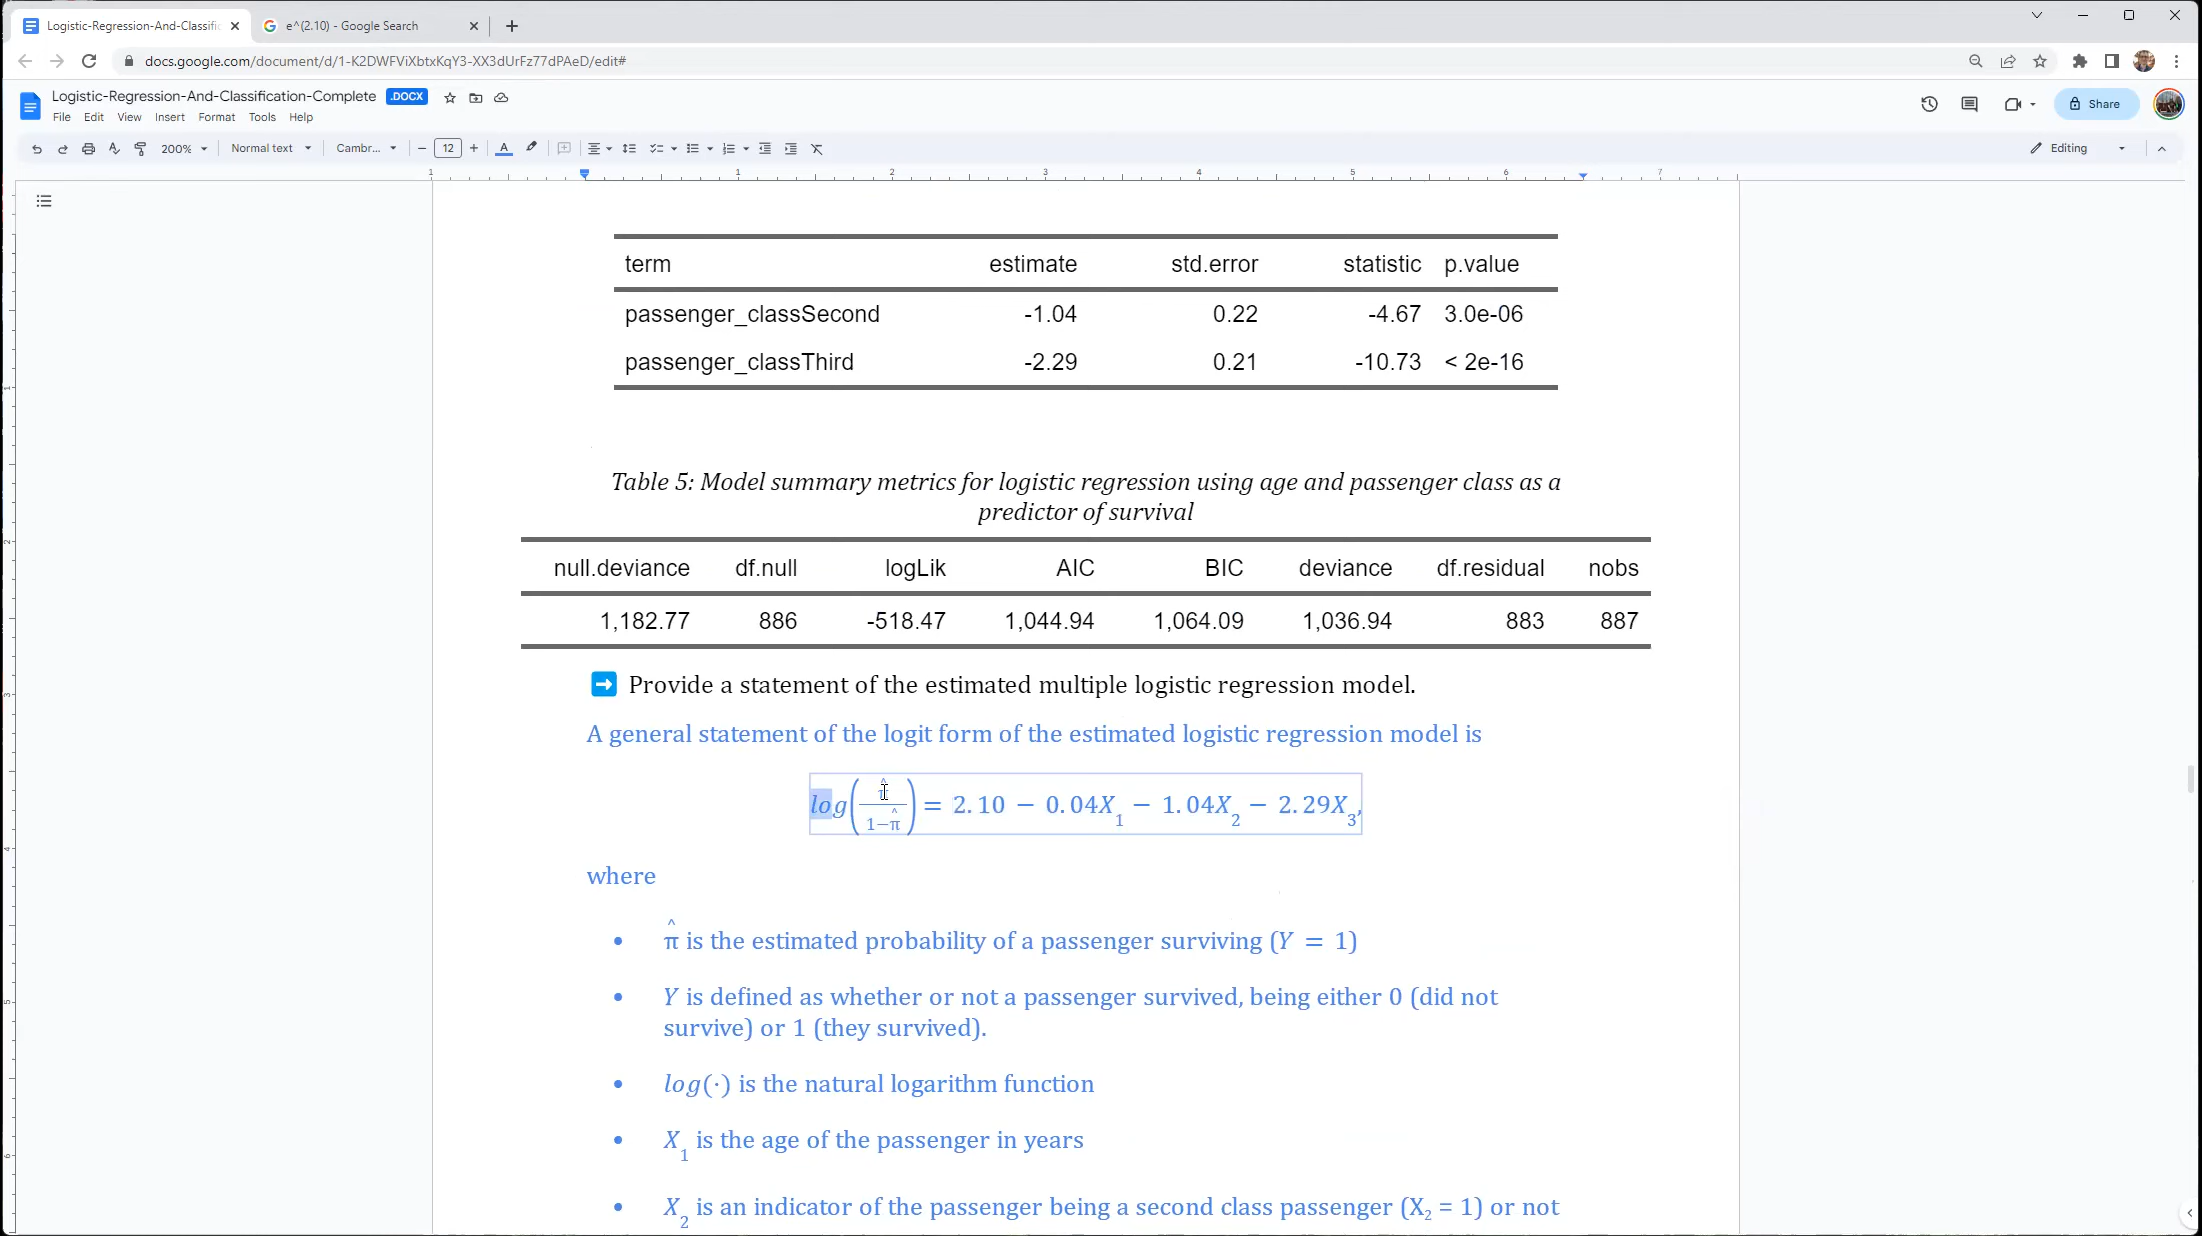 Logistic-Regression-And-Classific
e^(2.10) - Google Search
docs.google.com/document/d/1-K2DWFViXbtxKqY3-XX3dUrFz77dPAeD/edit#
Logistic-Regression-And-Classification-Complete .DOCX
File Edit View Insert Format Tools Help
Share
200% Normal text Cambr... − 12 + Editing
1 1 2 3 4 5 6 7
term estimate std.error statistic p.value
passenger_classSecond -1.04 0.22 -4.67 3.0e-06
passenger_classThird -2.29 0.21 -10.73 < 2e-16
Table 5: Model summary metrics for logistic regression using age and passenger class as a
predictor of survival
null.deviance df.null logLik AIC BIC deviance df.residual nobs
1,182.77 886 -518.47 1,044.94 1,064.09 1,036.94 883 887
➡ Provide a statement of the estimated multiple logistic regression model.
A general statement of the logit form of the estimated logistic regression model is
log(π̂/(1−π̂)) = 2.10 − 0.04X₁ − 1.04X₂ − 2.29X₃,
where
• π̂ is the estimated probability of a passenger surviving (Y = 1)
• Y is defined as whether or not a passenger survived, being either 0 (did not
survive) or 1 (they survived).
• log(·) is the natural logarithm function
• X₁ is the age of the passenger in years
• X₂ is an indicator of the passenger being a second class passenger (X₂ = 1) or not